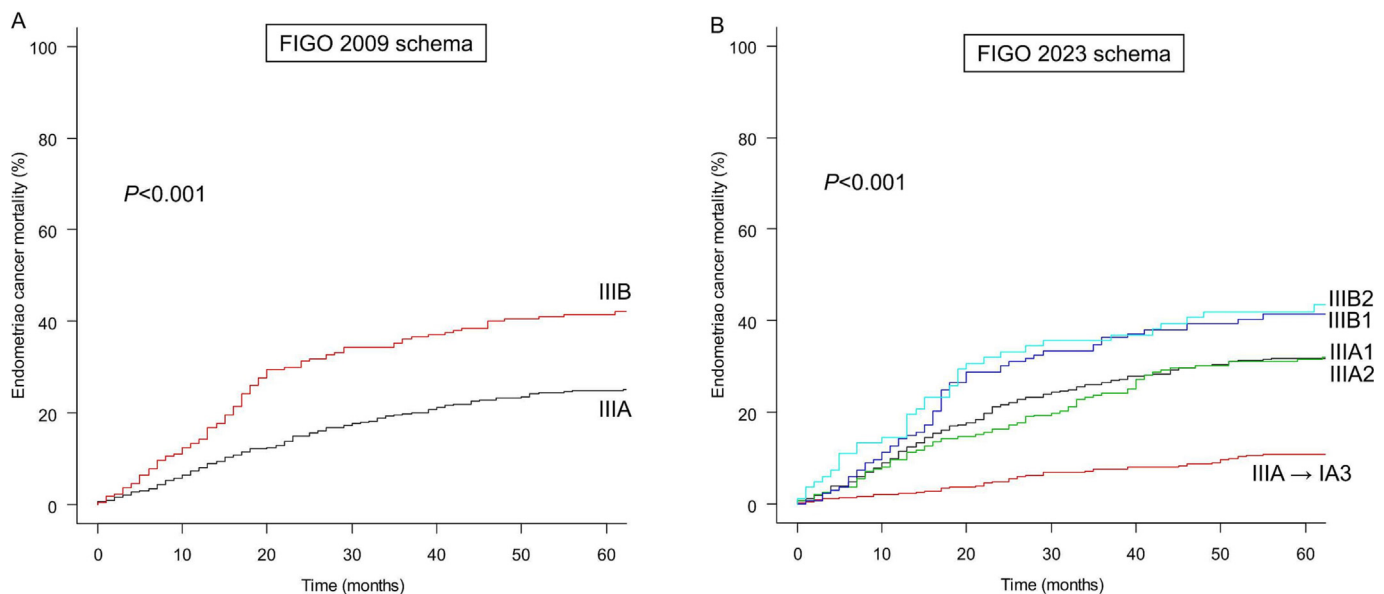 A
FIGO 2009 schema
100
80
60
40
20
0
Endometriao cancer mortality (%)
P<0.001
IIIB
IIIA
0 10 20 30 40 50 60
Time (months)
B
FIGO 2023 schema
100
80
60
40
20
0
Endometriao cancer mortality (%)
P<0.001
IIIB2
IIIB1
IIIA1
IIIA2
IIIA → IA3
0 10 20 30 40 50 60
Time (months)